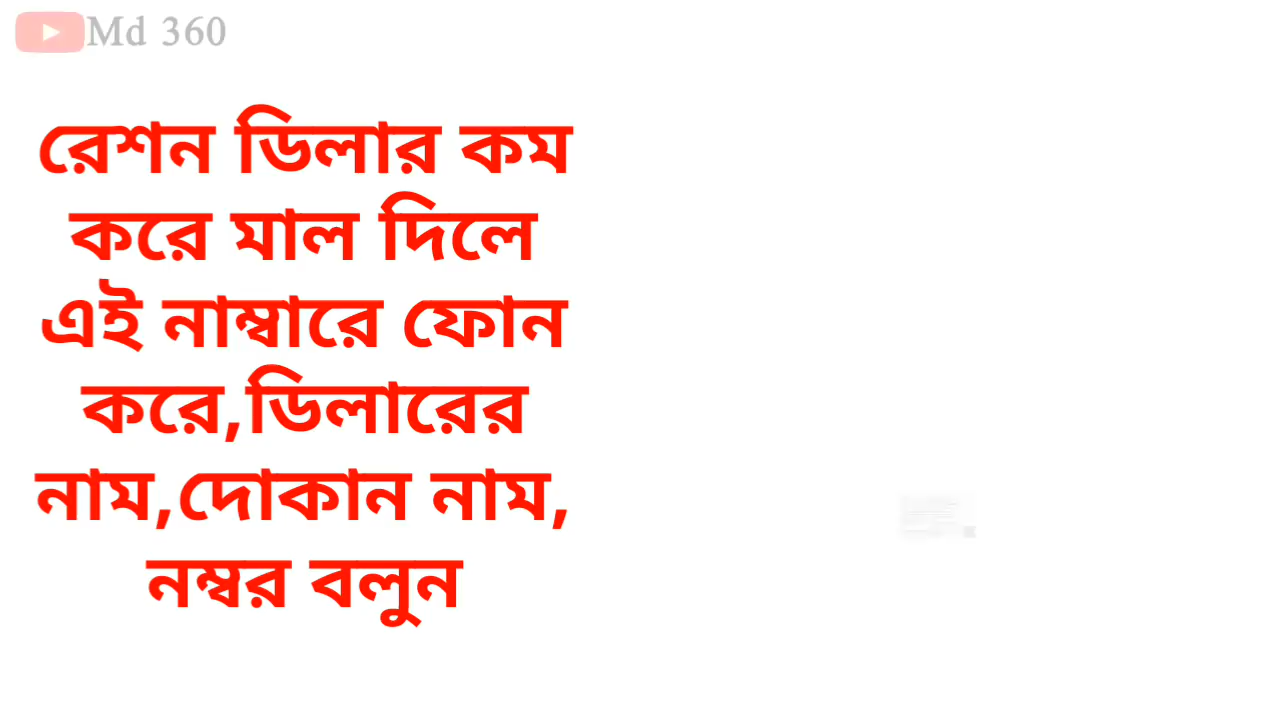 Md 360
রেশন ডিলার কম
করে মাল দিলে
এই নাম্বারে ফোন
করে,ডিলারের
নাম,দোকান নাম,
নম্বর বলুন